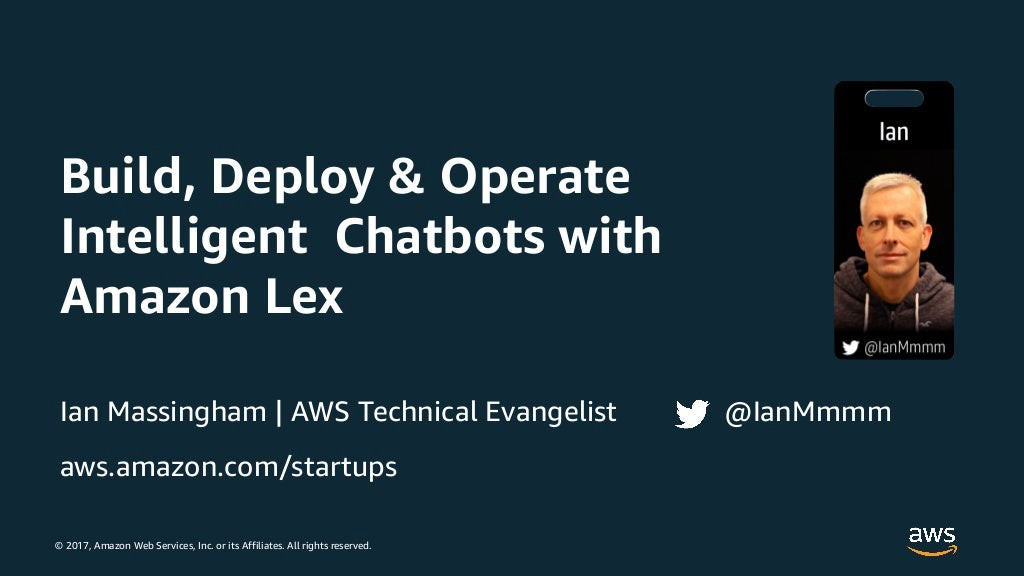 Ian
Build, Deploy & Operate
Intelligent  Chatbots with
Amazon Lex
@IanMmmm
Ian Massingham | AWS Technical Evangelist
@IanMmmm
aws.amazon.com/startups
© 2017, Amazon Web Services, Inc. or its Affiliates. All rights reserved.
aws